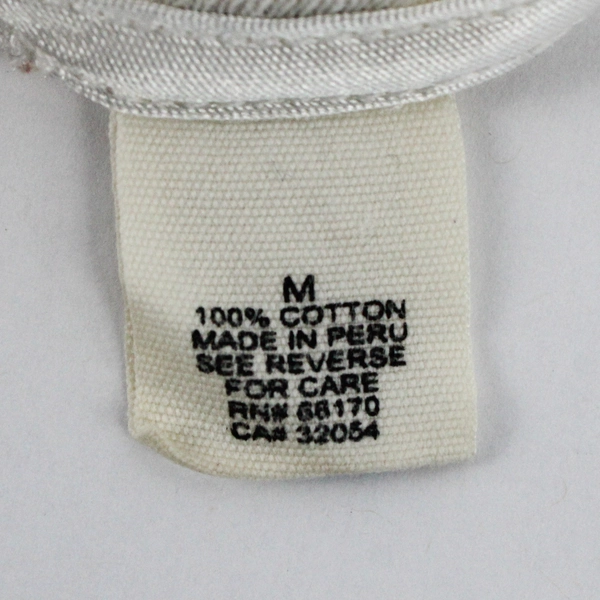 M
100% COTTON
MADE IN PERU
SEE REVERSE
FOR CARE
RN# 66170
CA# 32054